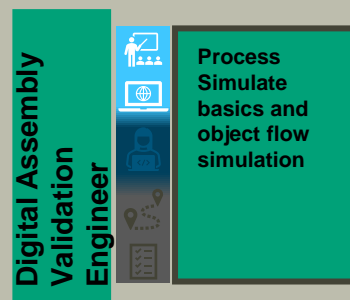 Digital Assembly
Validation
Engineer
Process
Simulate
basics and
object flow
simulation